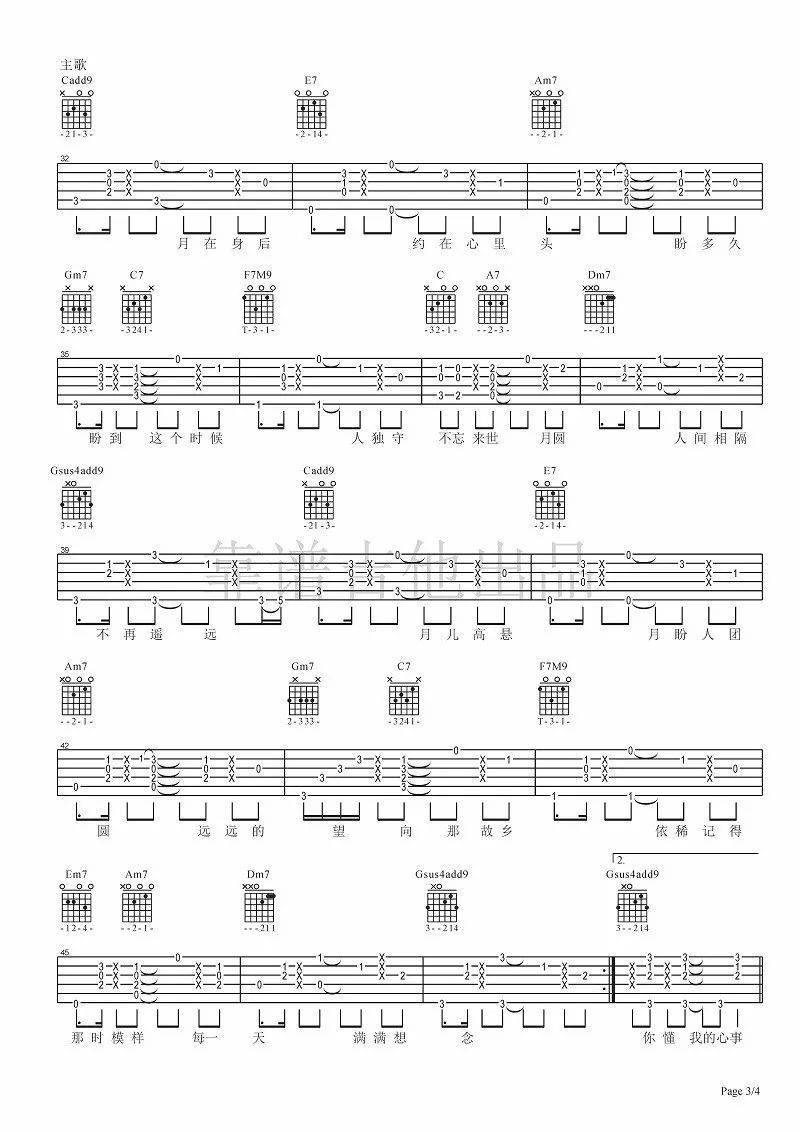 主歌
Cadd9 E7 Am7
-21-3- -2-14- --2-1-
32
月 在 身 后 约 在 心 里 头 盼 多 久
Gm7 C7 F7M9 C A7 Dm7
2-333- -3241- T-3-1- -32-1- --2-3- ---211
35
盼 到 这 个 时 候 人 独 守 不 忘 来 世 月 圆 人 间 相 隔
Gsus4add9 Cadd9 E7
3--214 -21-3- -2-14-
39
靠谱吉他出品
不 再 遥 远 月 儿 高 悬 月 盼 人 团
Am7 Gm7 C7 F7M9
--2-1- 2-333- -3241- T-3-1-
42
圆 远 远 的 望 向 那 故 乡 依 稀 记 得
2.
Em7 Am7 Dm7 Gsus4add9 Gsus4add9
-12-4- --2-1- ---211 3--214 3--214
45
那 时 模 样 每 一 天 满 满 想 念 你 懂 我 的 心 事
Page 3/4